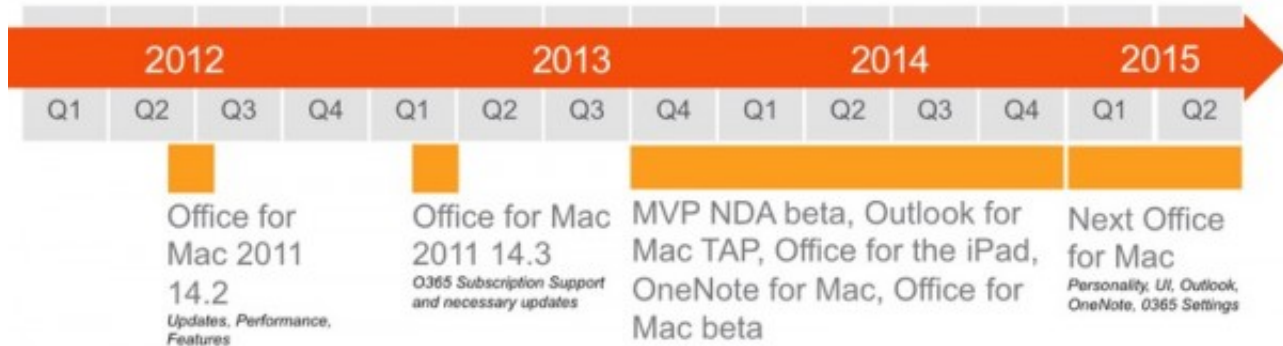 2012 2013 2014 2015
Q1 Q2 Q3 Q4 Q1 Q2 Q3 Q4 Q1 Q2 Q3 Q4 Q1 Q2
Office for
Mac 2011
14.2
Updates, Performance,
Features
Office for Mac
2011 14.3
O365 Subscription Support
and necessary updates
MVP NDA beta, Outlook for
Mac TAP, Office for the iPad,
OneNote for Mac, Office for
Mac beta
Next Office
for Mac
Personality, UI, Outlook,
OneNote, 0365 Settings